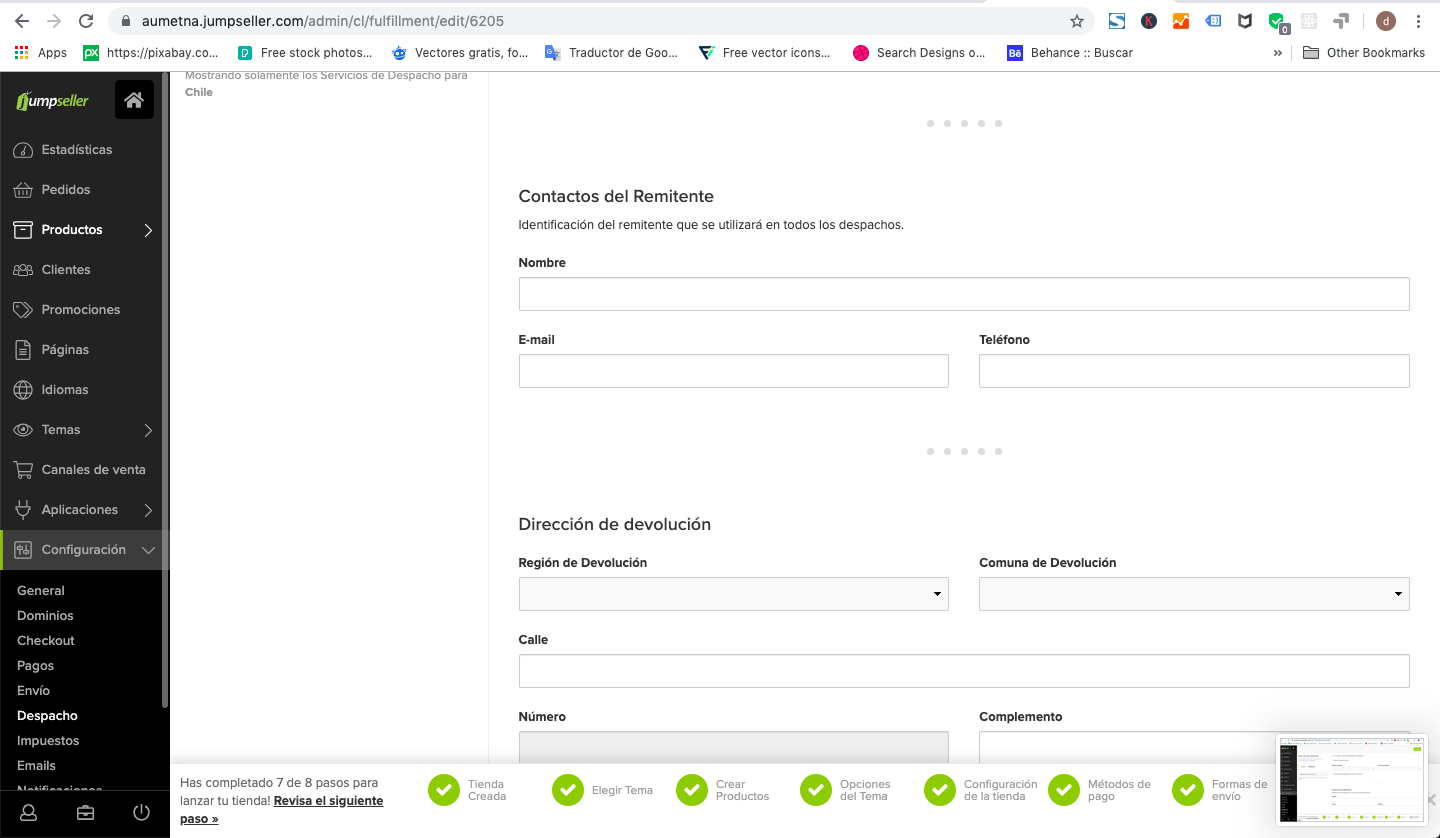 aumetna.jumpseller.com/admin/cl/fulfillment/edit/6205
0
d
Apps
px
https://pixabay.co...
Free stock photos...
Vectores gratis, fo...
Traductor de Goo...
Free vector icons...
Search Designs o...
Bē
Behance :: Buscar
»
Other Bookmarks
jumpseller
Estadísticas
Pedidos
Productos
Clientes
Promociones
Páginas
Idiomas
Temas
Canales de venta
Aplicaciones
Configuración
General
Dominios
Checkout
Pagos
Envío
Despacho
Impuestos
Emails
Notificaciones
Mostrando solamente los Servicios de Despacho para
Chile
Contactos del Remitente
Identificación del remitente que se utilizará en todos los despachos.
Nombre
E-mail
Teléfono
Dirección de devolución
Región de Devolución
Comuna de Devolución
Calle
Número
Complemento
Has completado 7 de 8 pasos para
lanzar tu tienda! Revisa el siguiente
paso »
Tienda
Creada
Elegir Tema
Crear
Productos
Opciones
del Tema
Configuración
de la tienda
Métodos de
pago
Formas de
envío